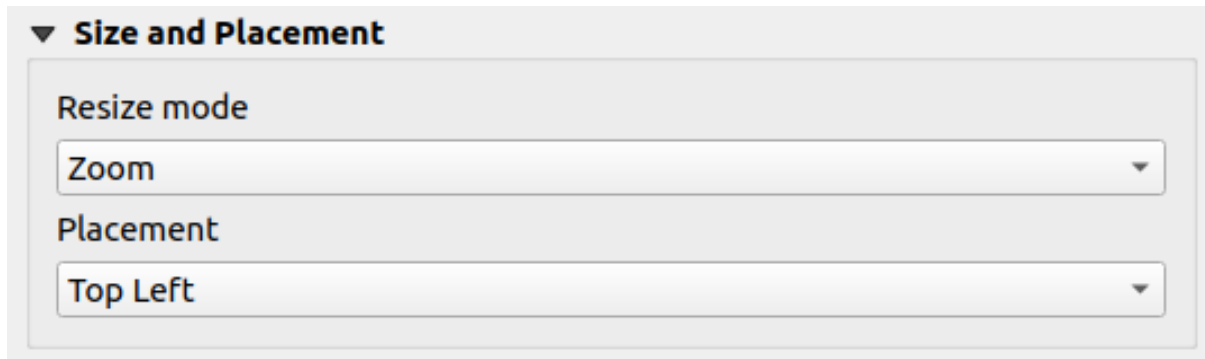 Size and Placement
Resize mode
Zoom
Placement
Top Left